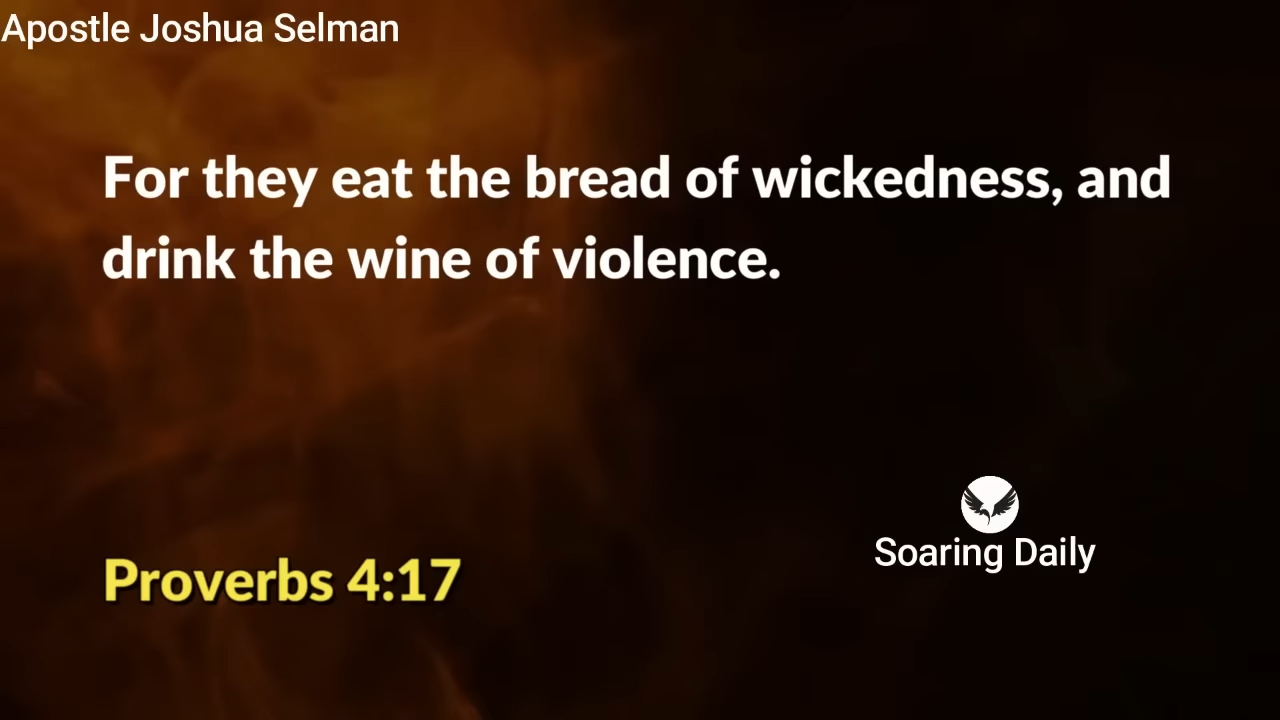 Apostle Joshua Selman
For they eat the bread of wickedness, and
drink the wine of violence.
Soaring Daily
Proverbs 4:17